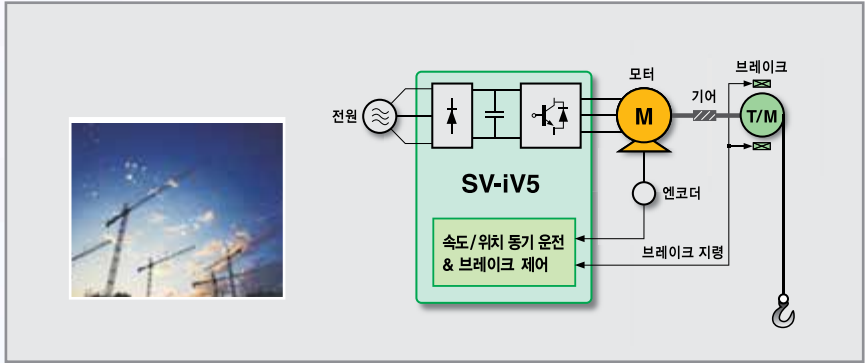 모터
브레이크
기어
전원
M
T/M
SV-iV5
엔코더
속도/위치 동기 운전
& 브레이크 제어
브레이크 지령